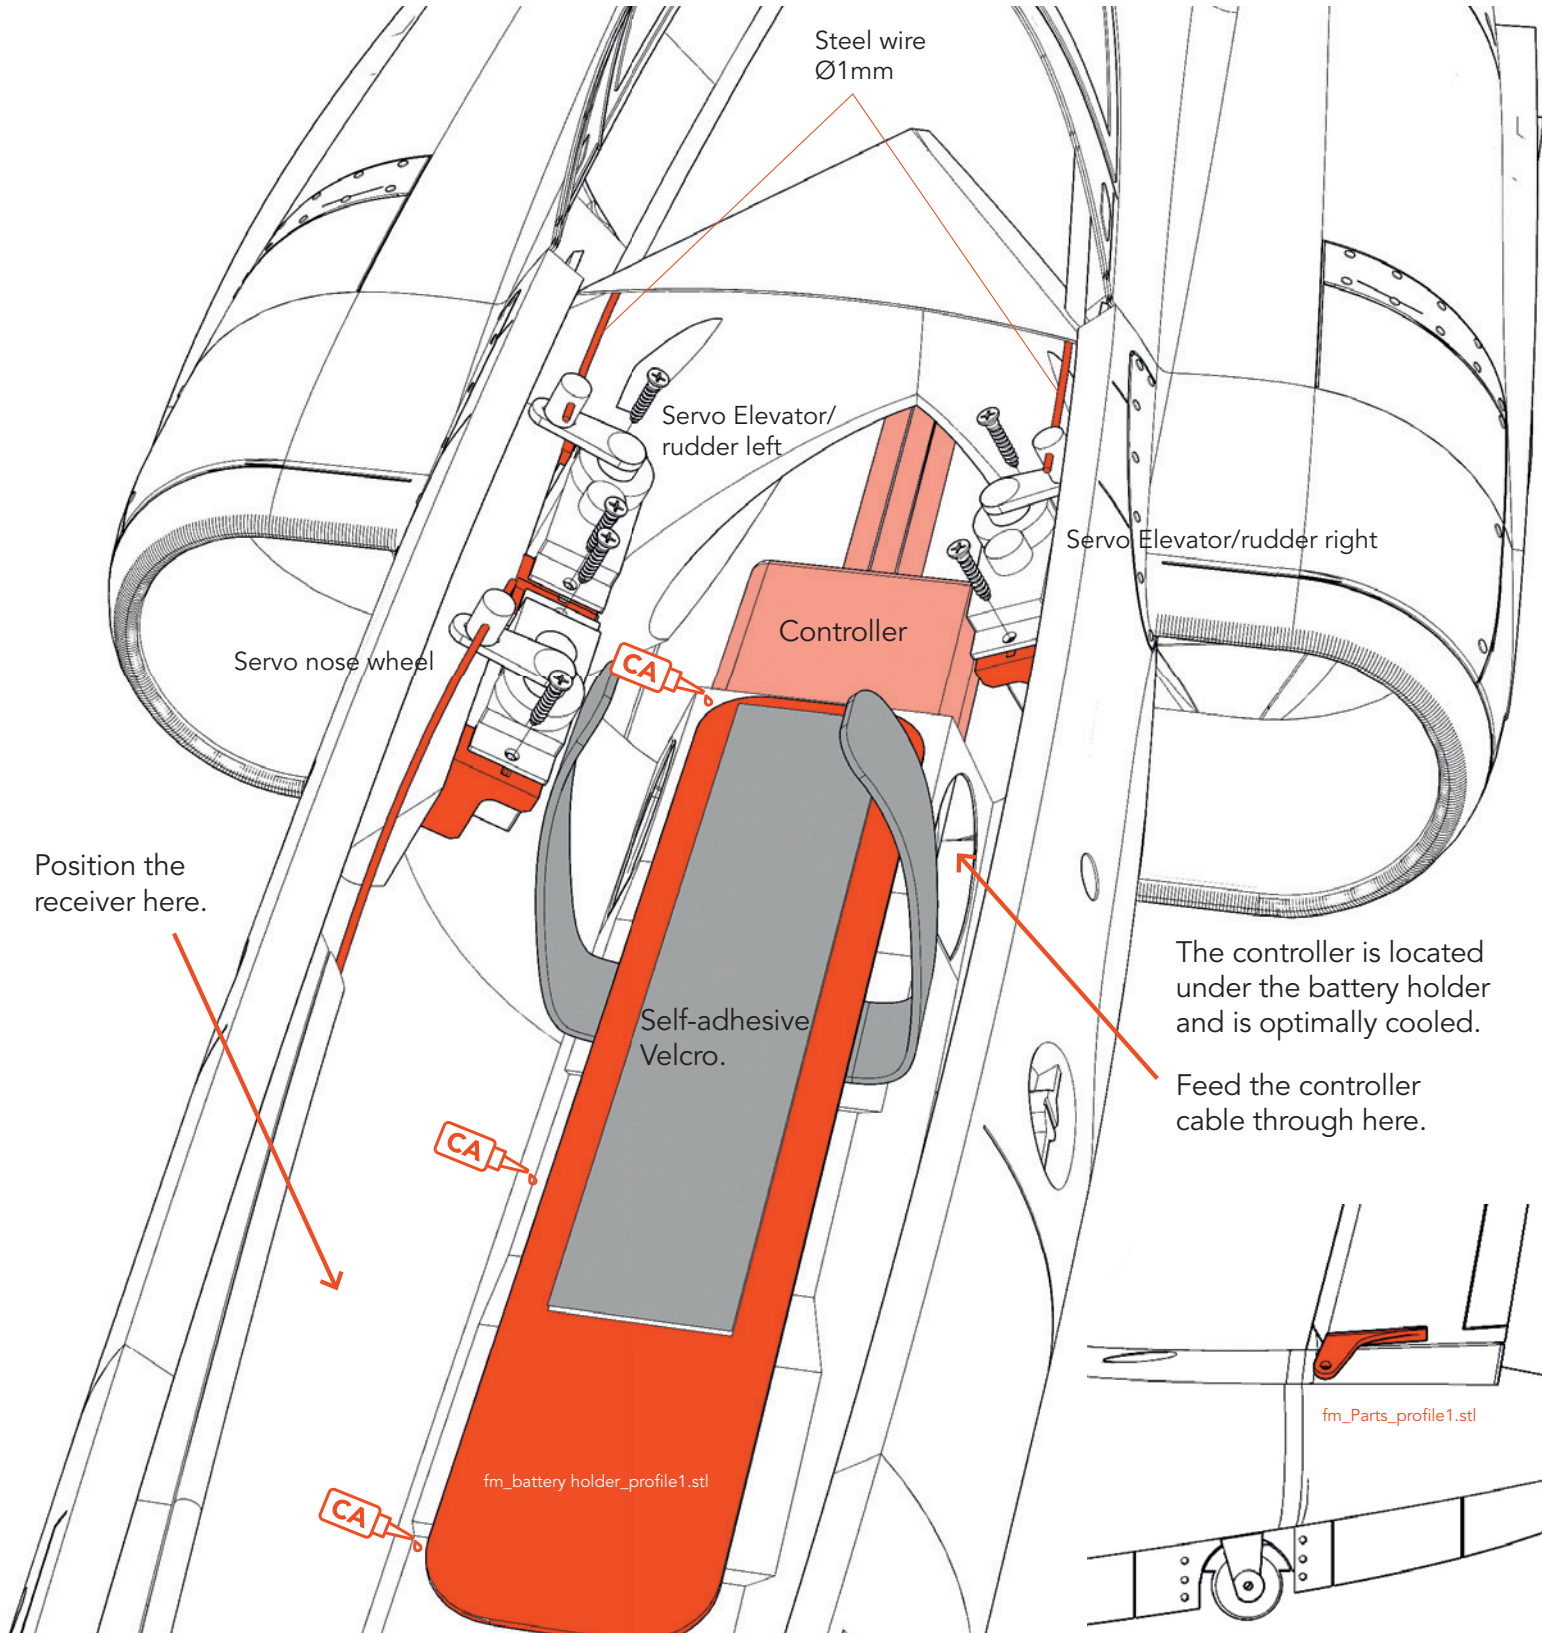 Steel wire
Ø1mm
Servo Elevator/
rudder left
Servo Elevator/rudder right
Controller
Servo nose wheel
CA
Position the
receiver here.
The controller is located
under the battery holder
and is optimally cooled.
Self-adhesive
Velcro.
Feed the controller
cable through here.
CA
fm_Parts_profile1.stl
fm_battery holder_profile1.stl
CA